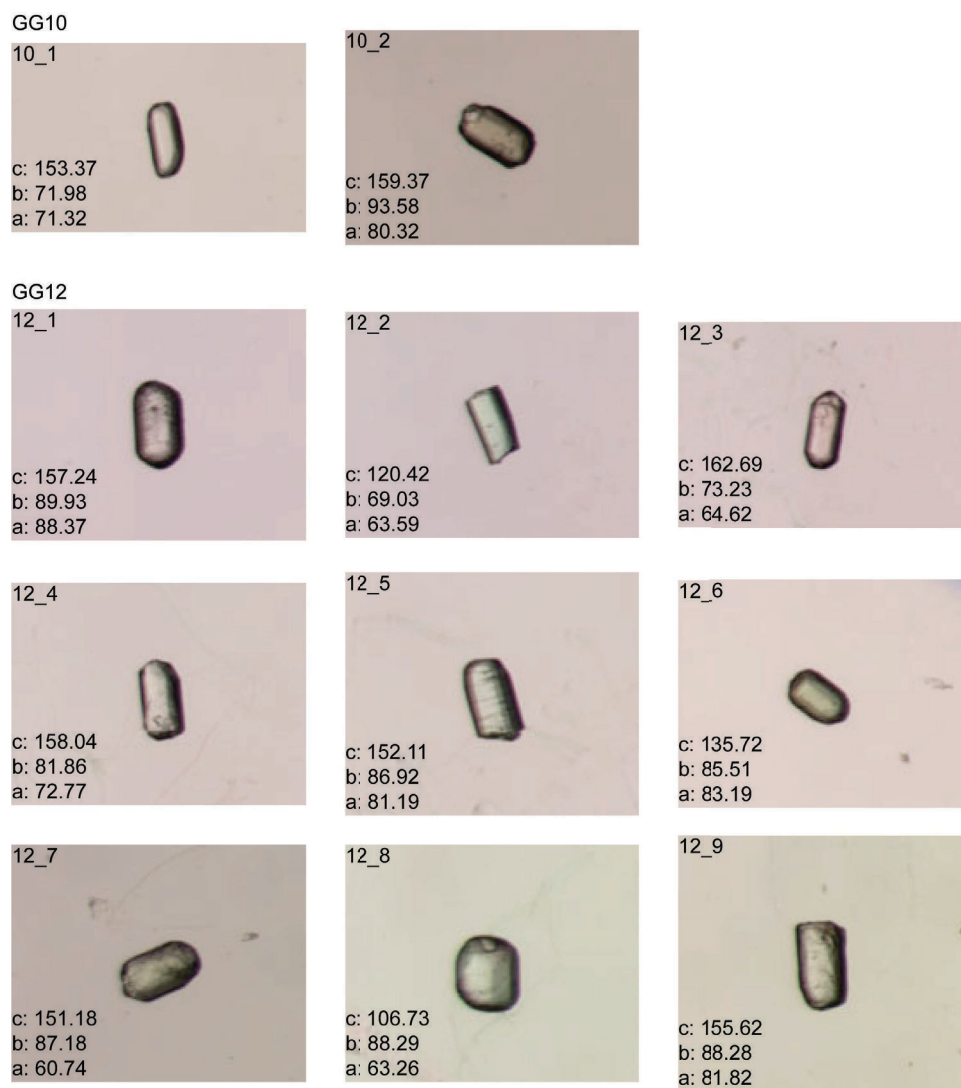 GG10
10_1
c: 153.37
b: 71.98
a: 71.32
10_2
c: 159.37
b: 93.58
a: 80.32
GG12
12_1
c: 157.24
b: 89.93
a: 88.37
12_2
c: 120.42
b: 69.03
a: 63.59
12_3
c: 162.69
b: 73.23
a: 64.62
12_4
c: 158.04
b: 81.86
a: 72.77
12_5
c: 152.11
b: 86.92
a: 81.19
12_6
c: 135.72
b: 85.51
a: 83.19
12_7
c: 151.18
b: 87.18
a: 60.74
12_8
c: 106.73
b: 88.29
a: 63.26
12_9
c: 155.62
b: 88.28
a: 81.82